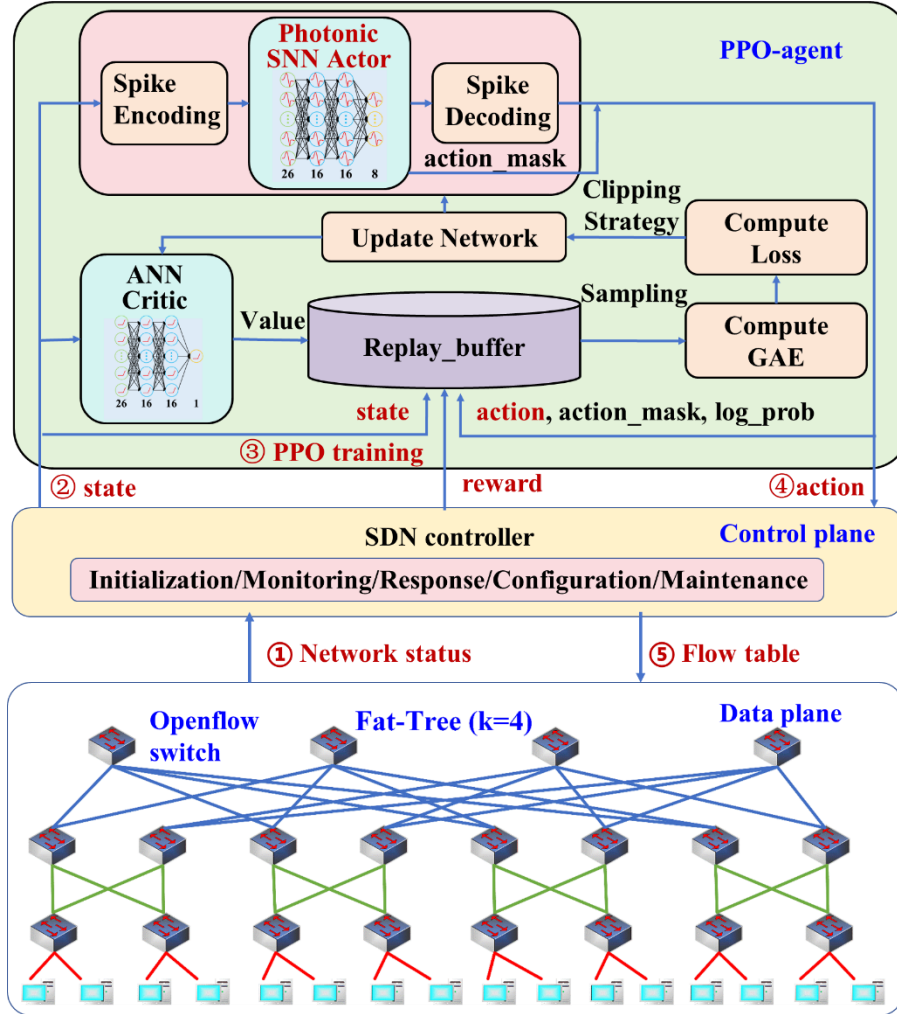 PPO-agent
Photonic
SNN Actor
Spike
Encoding
Spike
Decoding
26 16 16 8
action_mask
Clipping
Strategy
Update Network
Compute
Loss
ANN
Critic
26 16 16 1
Value
Replay_buffer
Sampling
Compute
GAE
state
action, action_mask, log_prob
③ PPO training
② state
reward
④action
SDN controller
Control plane
Initialization/Monitoring/Response/Configuration/Maintenance
① Network status
⑤ Flow table
Openflow
switch
Fat-Tree (k=4)
Data plane